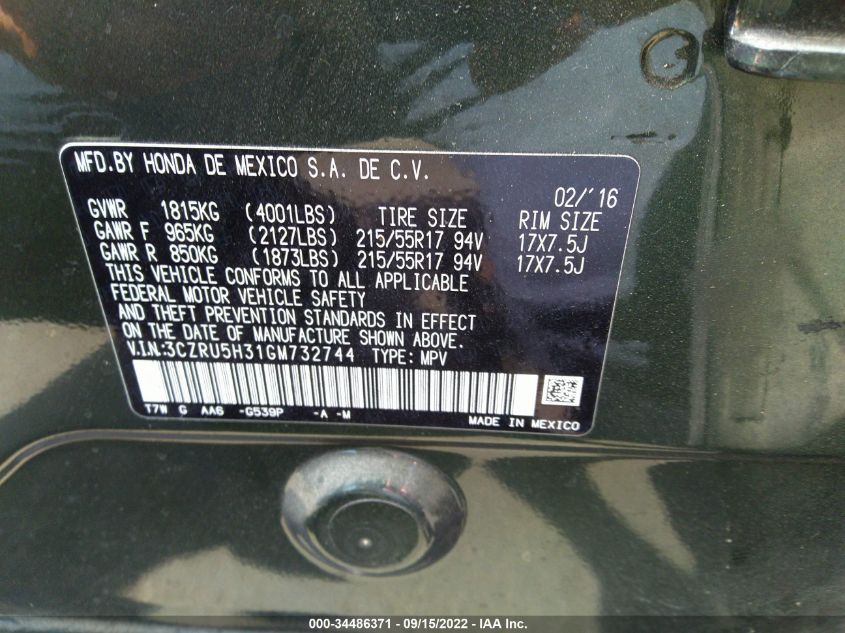 MFD.BY HONDA DE MEXICO S.A. DE C.V.
02/'16
GVWR 1815KG (4001LBS) TIRE SIZE RIM SIZE
GAWR F 965KG (2127LBS) 215/55R17 94V 17X7.5J
GAWR R 850KG (1873LBS) 215/55R17 94V 17X7.5J
THIS VEHICLE CONFORMS TO ALL APPLICABLE
FEDERAL MOTOR VEHICLE SAFETY
AND THEFT PREVENTION STANDARDS IN EFFECT
ON THE DATE OF MANUFACTURE SHOWN ABOVE.
V.I.N:3CZRU5H31GM732744 TYPE: MPV
T7W G AA6 -G539P -A -M
MADE IN MEXICO
000-34486371 - 09/15/2022 - IAA Inc.